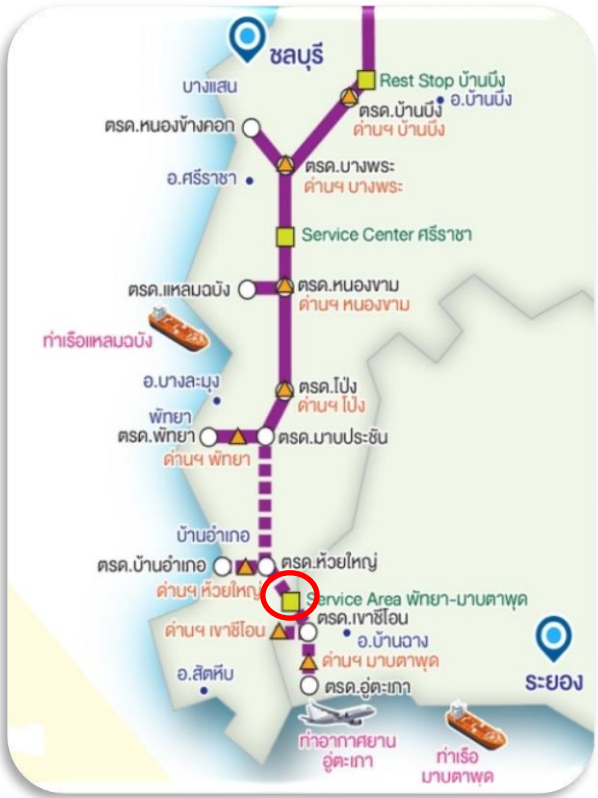 ชลบุรี
Rest Stop บ้านบึง
บางแสน
อ.บ้านบึง
ตรด.บ้านบึง
ด่านฯ บ้านบึง
ตรด.หนองข้างคอก
ตรด.บางพระ
ด่านฯ บางพระ
อ.ศรีราชา
Service Center ศรีราชา
ตรด.แหลมฉบัง
ตรด.หนองขาม
ด่านฯ หนองขาม
ท่าเรือแหลมฉบัง
อ.บางละมุง
ตรด.โป่ง
ด่านฯ โป่ง
พัทยา
ตรด.พัทยา
ตรด.มาบประชัน
ด่านฯ พัทยา
บ้านอำเภอ
ตรด.บ้านอำเภอ
ตรด.ห้วยใหญ่
ด่านฯ ห้วยใหญ่
Service Area พัทยา-มาบตาพุด
ตรด.เขาชีโอน
ด่านฯ เขาชีโอน
อ.บ้านฉาง
ด่านฯ มาบตาพุด
อ.สัตหีบ
ตรด.อู่ตะเภา
ระยอง
ท่าอากาศยาน
อู่ตะเภา
ท่าเรือ
มาบตาพุด